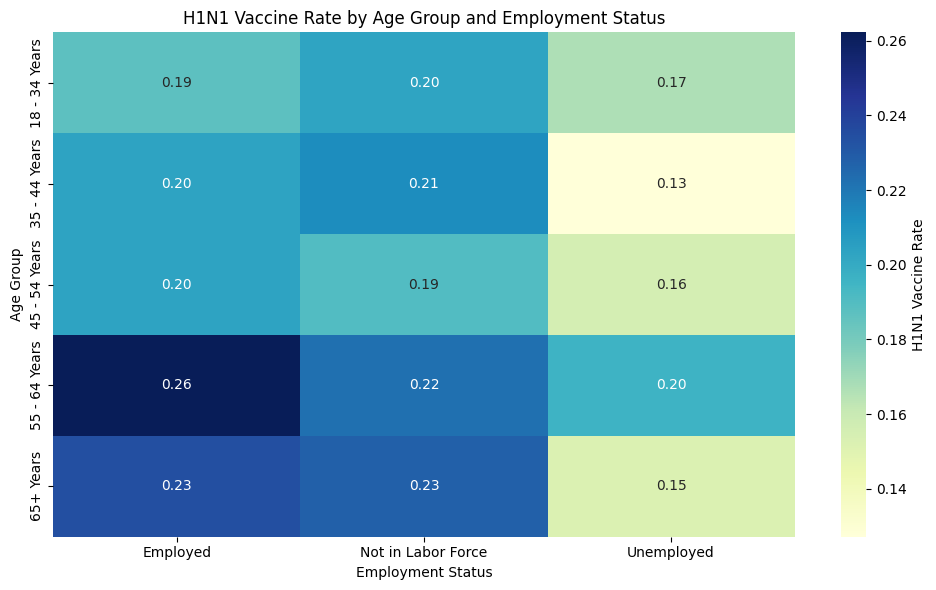 H1N1 Vaccine Rate by Age Group and Employment Status
Age Group
18 - 34 Years
0.19
0.20
0.17
35 - 44 Years
0.20
0.21
0.13
45 - 54 Years
0.20
0.19
0.16
55 - 64 Years
0.26
0.22
0.20
65+ Years
0.23
0.23
0.15
Employed
Not in Labor Force
Unemployed
Employment Status
0.26
0.24
0.22
0.20
0.18
0.16
0.14
H1N1 Vaccine Rate